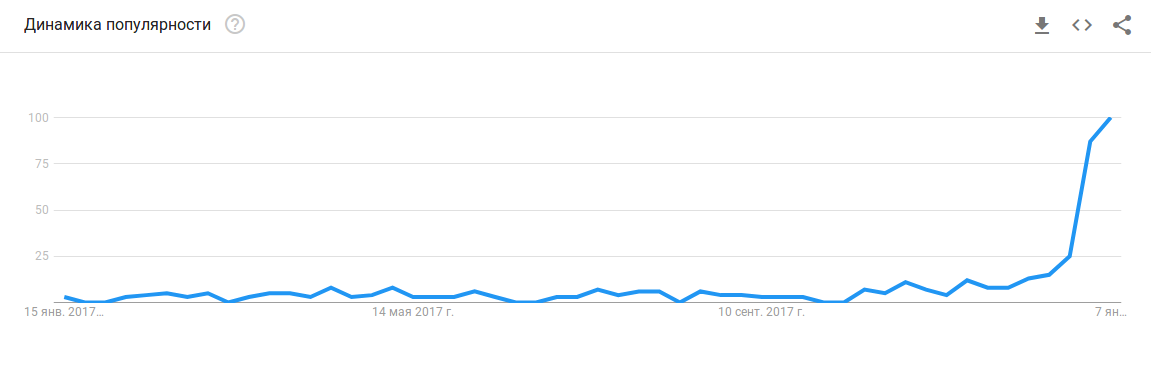 Динамика популярности
100
75
50
25
15 янв. 2017…
14 мая 2017 г.
10 сент. 2017 г.
7 ян…